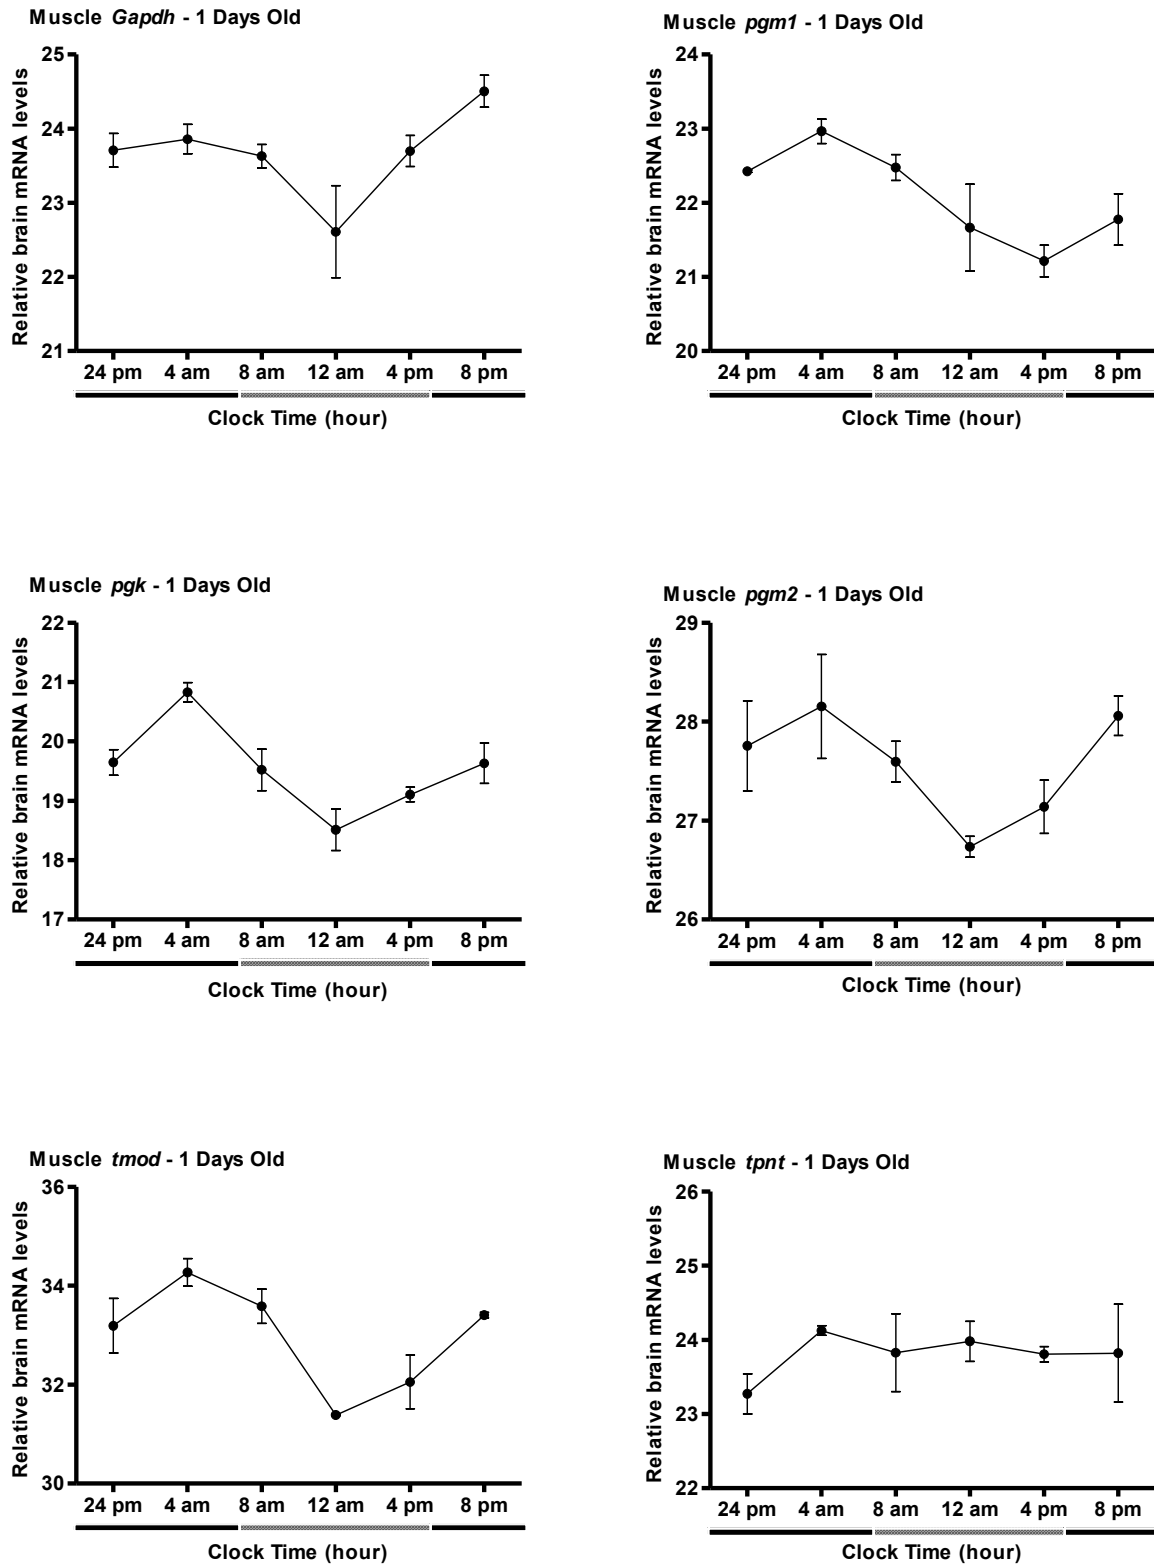 Muscle Gapdh - 1 Days Old
Relative brain mRNA levels
25
24
23
22
21
24 pm 4 am 8 am 12 am 4 pm 8 pm
Clock Time (hour)
Muscle pgm1 - 1 Days Old
Relative brain mRNA levels
24
23
22
21
20
24 pm 4 am 8 am 12 am 4 pm 8 pm
Clock Time (hour)
Muscle pgk - 1 Days Old
Relative brain mRNA levels
22
21
20
19
18
17
24 pm 4 am 8 am 12 am 4 pm 8 pm
Clock Time (hour)
Muscle pgm2 - 1 Days Old
Relative brain mRNA levels
29
28
27
26
24 pm 4 am 8 am 12 am 4 pm 8 pm
Clock Time (hour)
Muscle tmod - 1 Days Old
Relative brain mRNA levels
36
34
32
30
24 pm 4 am 8 am 12 am 4 pm 8 pm
Clock Time (hour)
Muscle tpnt - 1 Days Old
Relative brain mRNA levels
26
25
24
23
22
24 pm 4 am 8 am 12 am 4 pm 8 pm
Clock Time (hour)